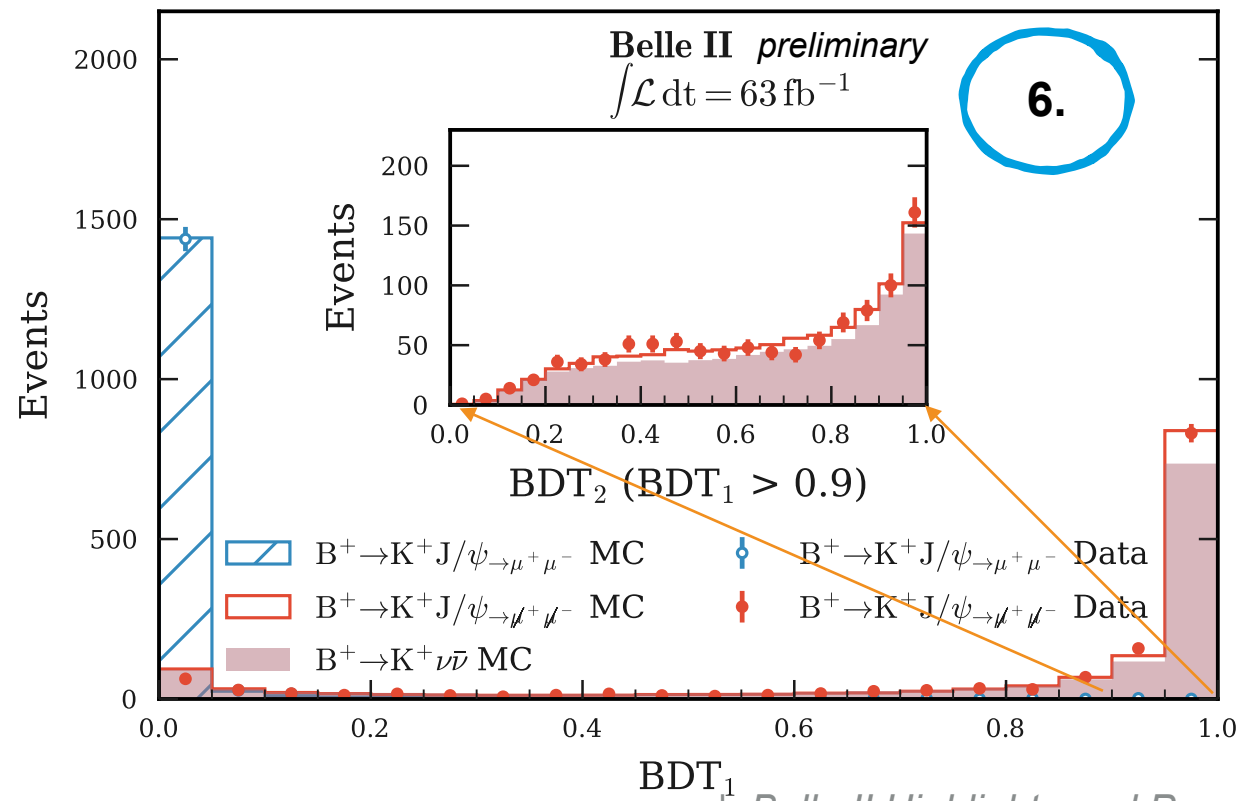 2000
1500
1000
500
0
Events
Belle II preliminary
∫ℒ dt = 63 fb⁻¹
6.
200
150
100
50
0
Events
0.0 0.2 0.4 0.6 0.8 1.0
BDT₂ (BDT₁ > 0.9)
B⁺→K⁺J/ψ→μ⁺μ⁻ MC
B⁺→K⁺J/ψ→μ̸⁺μ̸⁻ MC
B⁺→K⁺νν̄ MC
B⁺→K⁺J/ψ→μ⁺μ⁻ Data
B⁺→K⁺J/ψ→μ̸⁺μ̸⁻ Data
0.0 0.2 0.4 0.6 0.8 1.0
BDT₁